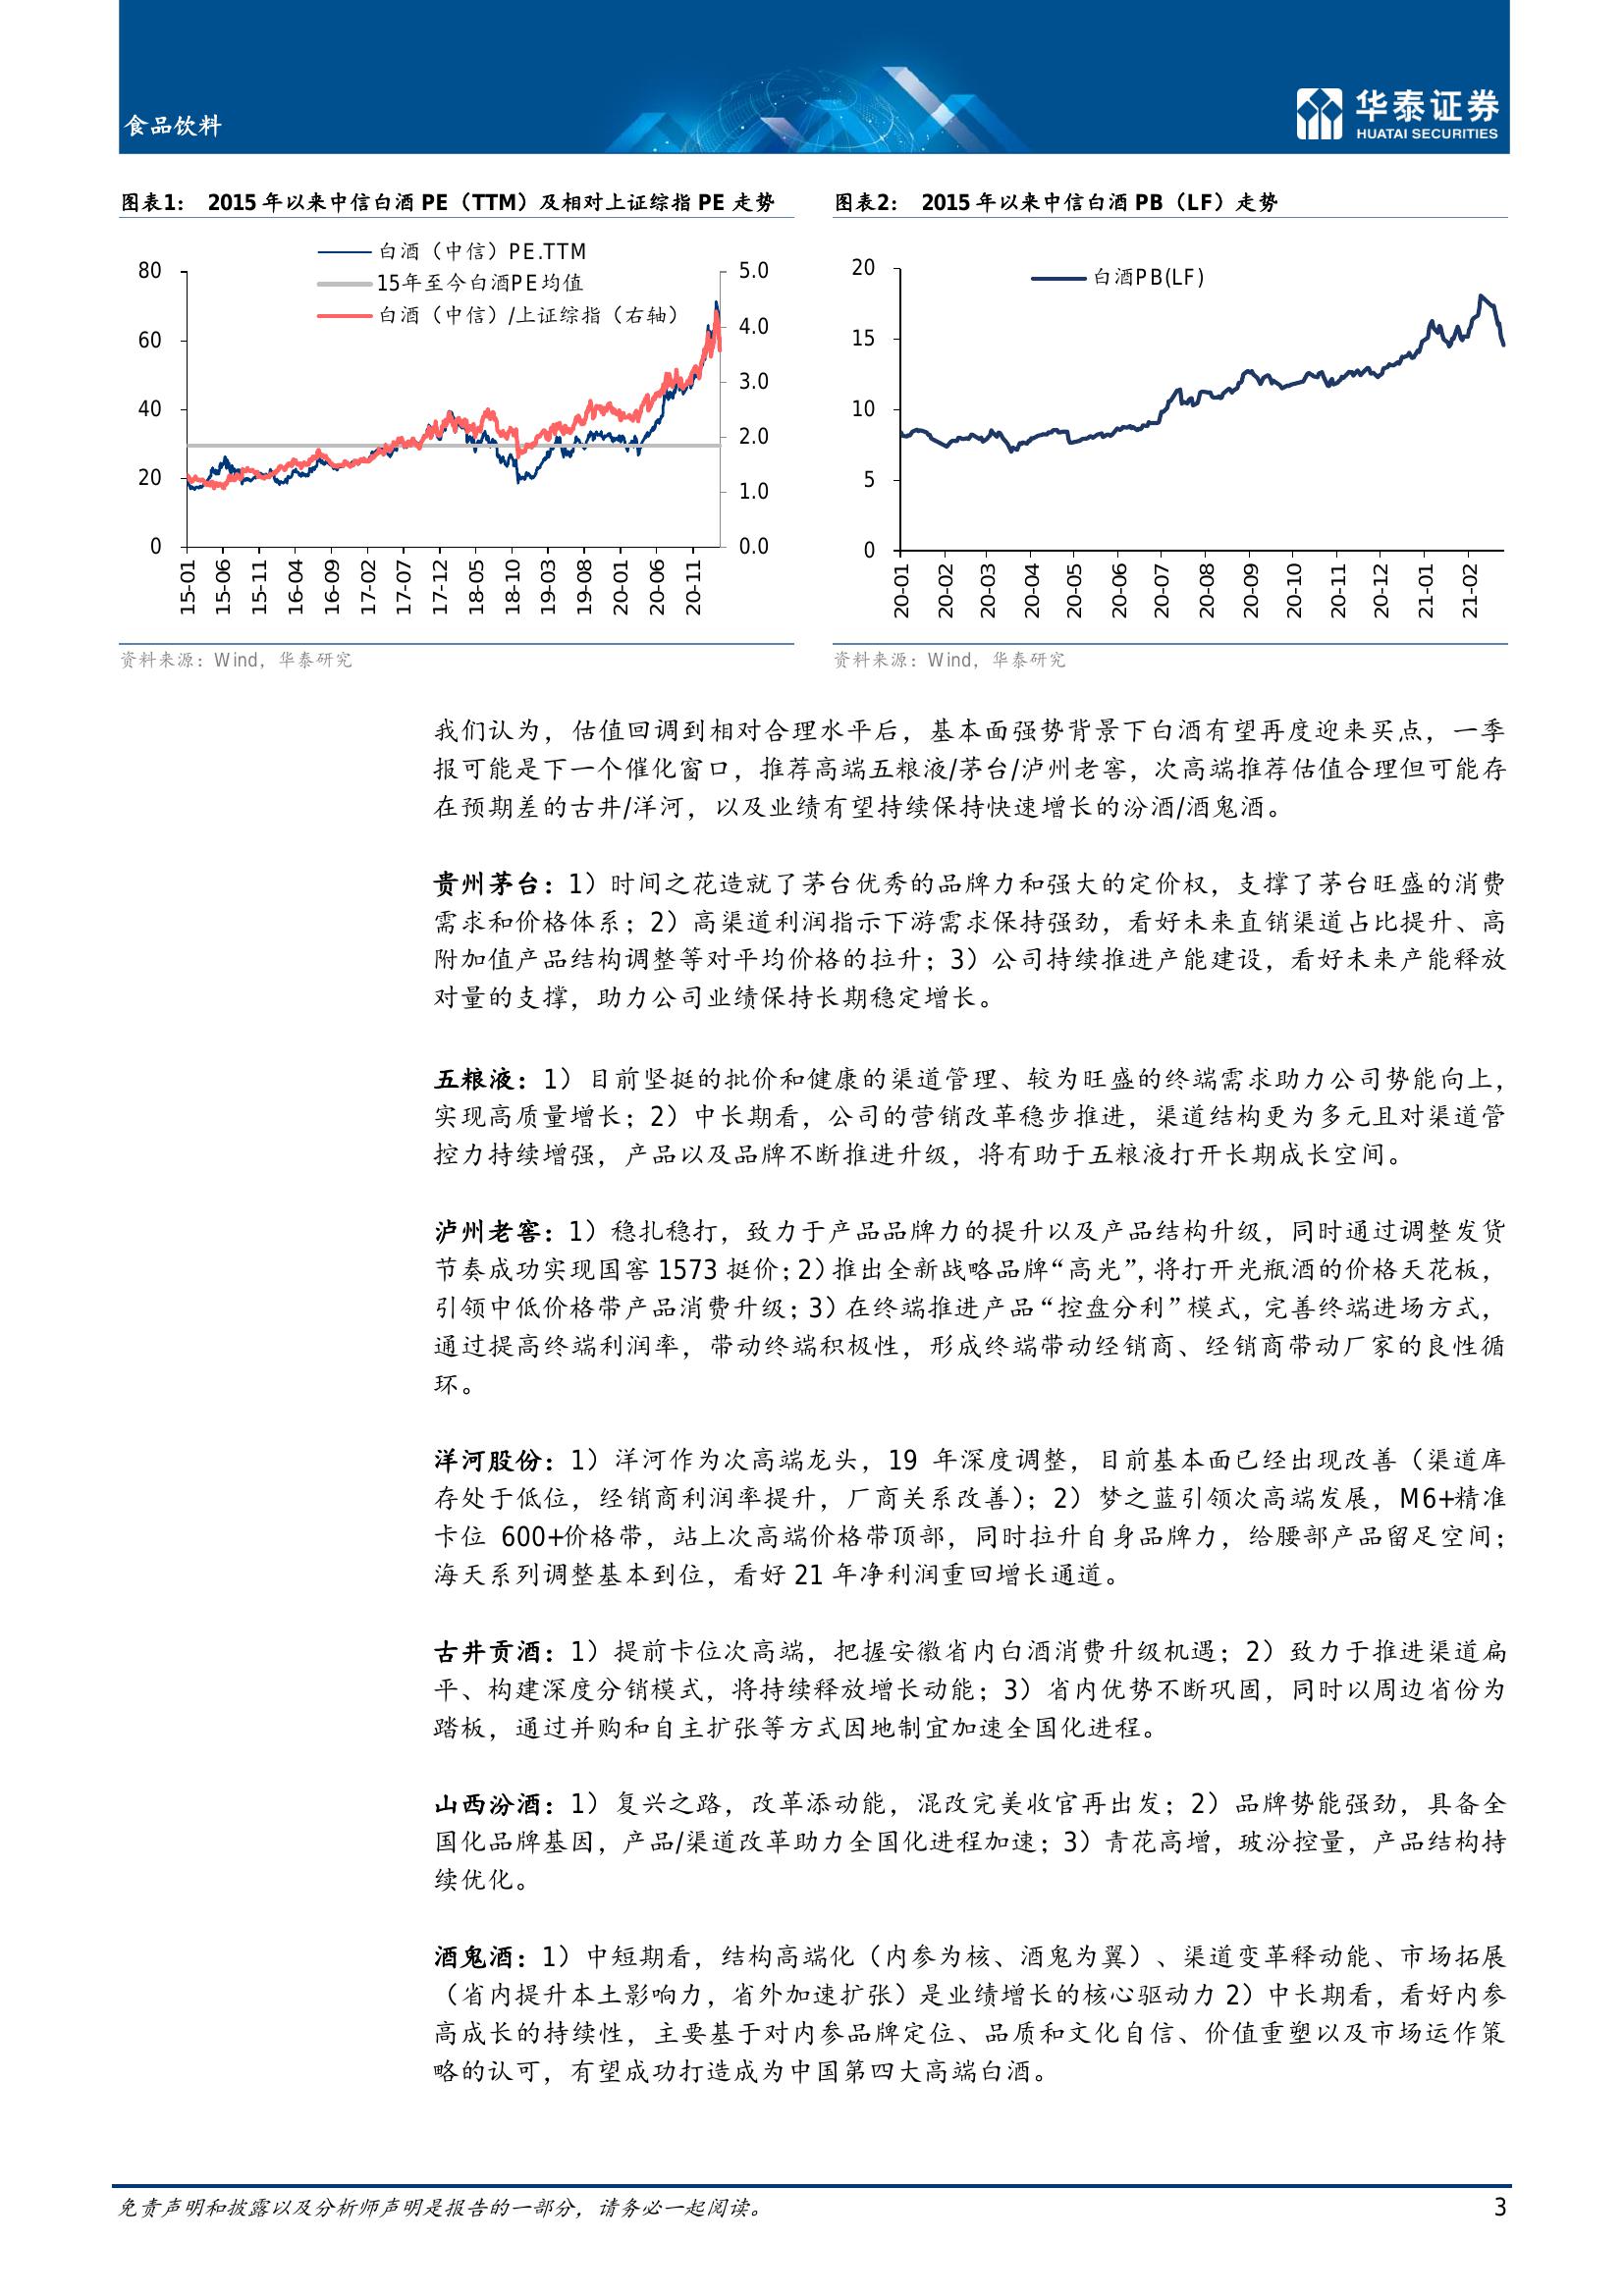 食品饮料
华泰证券
HUATAI SECURITIES
图表1： 2015 年以来中信白酒 PE（TTM）及相对上证综指 PE 走势
白酒（中信）PE.TTM
15年至今白酒PE均值
白酒（中信）/上证综指（右轴）
80
60
40
20
0
5.0
4.0
3.0
2.0
1.0
0.0
15-01
15-06
15-11
16-04
16-09
17-02
17-07
17-12
18-05
18-10
19-03
19-08
20-01
20-06
20-11
资料来源：Wind，华泰研究
图表2： 2015 年以来中信白酒 PB（LF）走势
白酒PB(LF)
20
15
10
5
0
20-01
20-02
20-03
20-04
20-05
20-06
20-07
20-08
20-09
20-10
20-11
20-12
21-01
21-02
资料来源：Wind，华泰研究
我们认为，估值回调到相对合理水平后，基本面强势背景下白酒有望再度迎来买点，一季
报可能是下一个催化窗口，推荐高端五粮液/茅台/泸州老窖，次高端推荐估值合理但可能存
在预期差的古井/洋河，以及业绩有望持续保持快速增长的汾酒/酒鬼酒。
贵州茅台：1）时间之花造就了茅台优秀的品牌力和强大的定价权，支撑了茅台旺盛的消费
需求和价格体系；2）高渠道利润指示下游需求保持强劲，看好未来直销渠道占比提升、高
附加值产品结构调整等对平均价格的拉升；3）公司持续推进产能建设，看好未来产能释放
对量的支撑，助力公司业绩保持长期稳定增长。
五粮液：1）目前坚挺的批价和健康的渠道管理、较为旺盛的终端需求助力公司势能向上，
实现高质量增长；2）中长期看，公司的营销改革稳步推进，渠道结构更为多元且对渠道管
控力持续增强，产品以及品牌不断推进升级，将有助于五粮液打开长期成长空间。
泸州老窖：1）稳扎稳打，致力于产品品牌力的提升以及产品结构升级，同时通过调整发货
节奏成功实现国窖 1573 挺价；2）推出全新战略品牌“高光”，将打开光瓶酒的价格天花板，
引领中低价格带产品消费升级；3）在终端推进产品“控盘分利”模式，完善终端进场方式，
通过提高终端利润率，带动终端积极性，形成终端带动经销商、经销商带动厂家的良性循
环。
洋河股份：1）洋河作为次高端龙头，19 年深度调整，目前基本面已经出现改善（渠道库
存处于低位，经销商利润率提升，厂商关系改善）；2）梦之蓝引领次高端发展，M6+精准
卡位 600+价格带，站上次高端价格带顶部，同时拉升自身品牌力，给腰部产品留足空间；
海天系列调整基本到位，看好 21 年净利润重回增长通道。
古井贡酒：1）提前卡位次高端，把握安徽省内白酒消费升级机遇；2）致力于推进渠道扁
平、构建深度分销模式，将持续释放增长动能；3）省内优势不断巩固，同时以周边省份为
踏板，通过并购和自主扩张等方式因地制宜加速全国化进程。
山西汾酒：1）复兴之路，改革添动能，混改完美收官再出发；2）品牌势能强劲，具备全
国化品牌基因，产品/渠道改革助力全国化进程加速；3）青花高增，玻汾控量，产品结构持
续优化。
酒鬼酒：1）中短期看，结构高端化（内参为核、酒鬼为翼）、渠道变革释动能、市场拓展
（省内提升本土影响力，省外加速扩张）是业绩增长的核心驱动力 2）中长期看，看好内参
高成长的持续性，主要基于对内参品牌定位、品质和文化自信、价值重塑以及市场运作策
略的认可，有望成功打造成为中国第四大高端白酒。
免责声明和披露以及分析师声明是报告的一部分，请务必一起阅读。
3